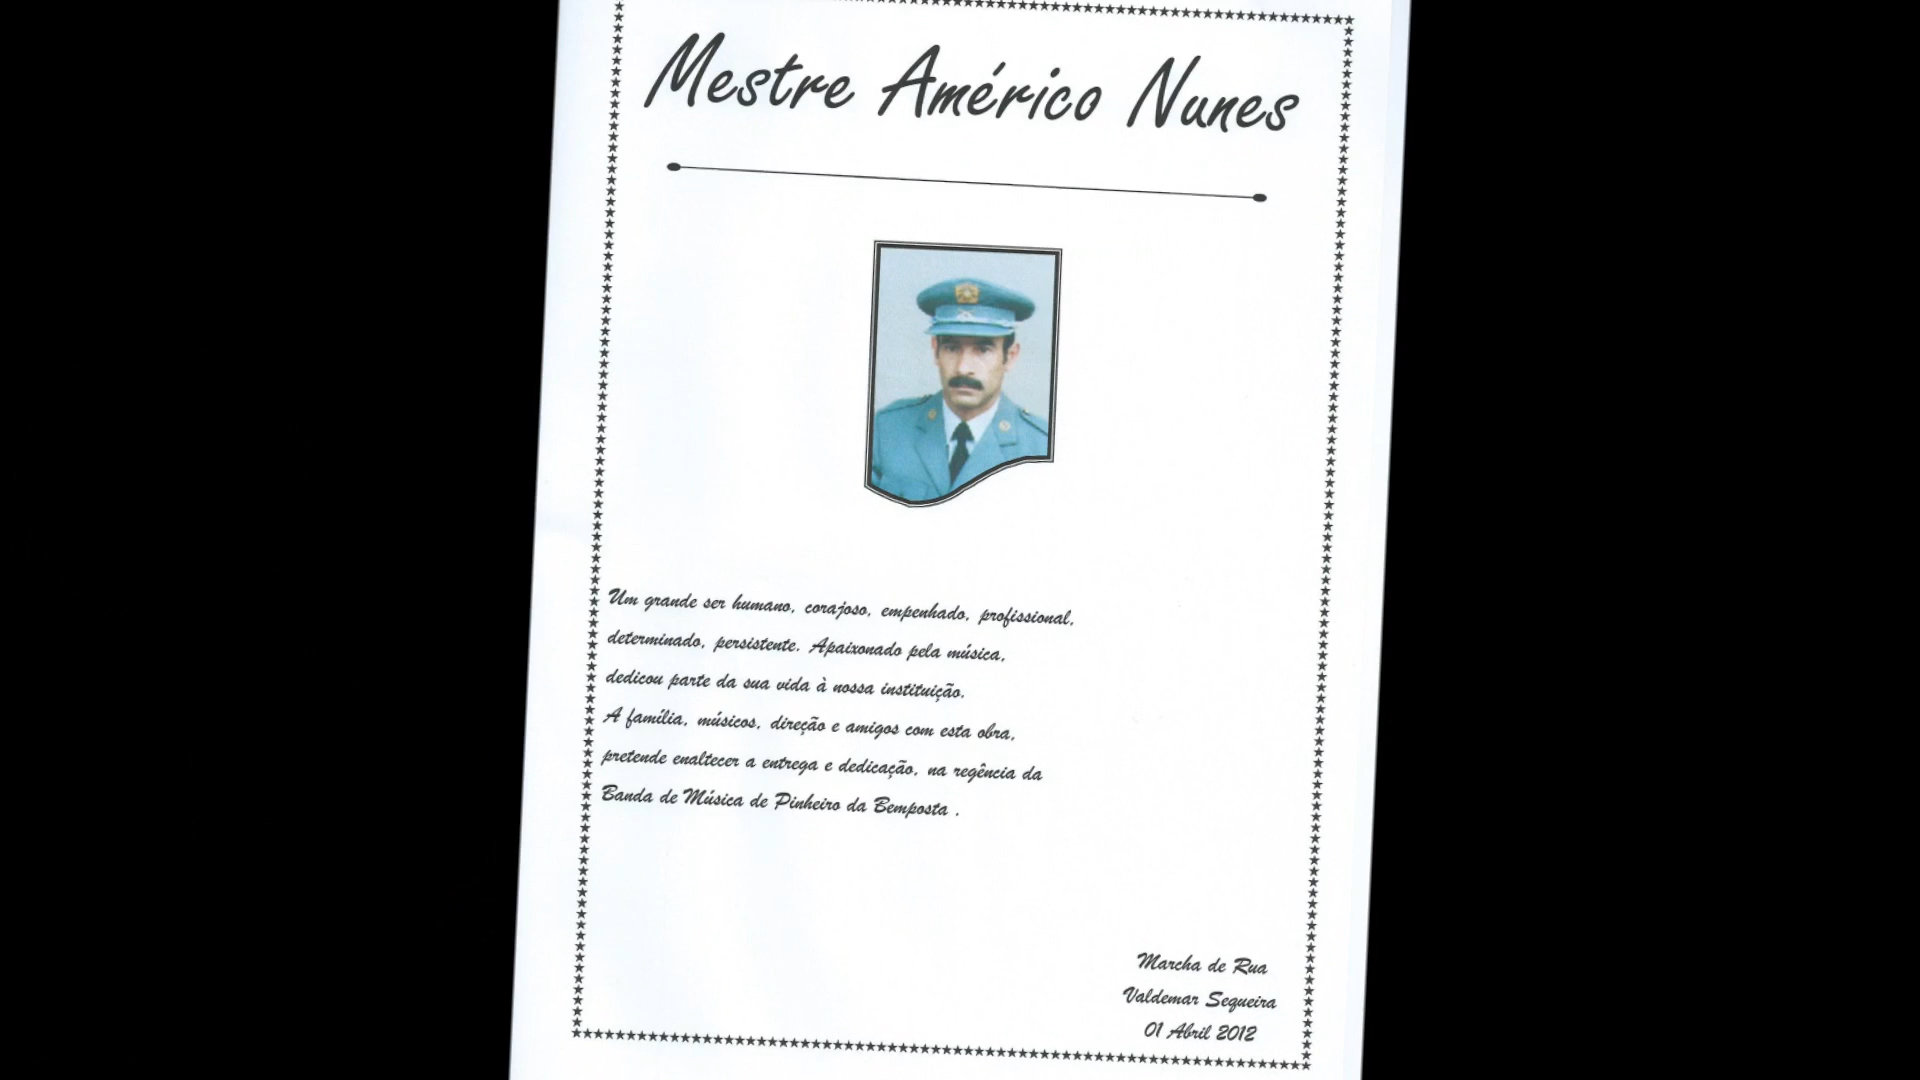 Mestre Américo Nunes
Um grande ser humano, corajoso, empenhado, profissional,
determinado, persistente. Apaixonado pela música,
dedicou parte da sua vida à nossa instituição.
A família, músicos, direção e amigos com esta obra,
pretende enaltecer a entrega e dedicação, na regência da
Banda de Música de Pinheiro da Bemposta .
Marcha de Rua
Valdemar Sequeira
01 Abril 2012